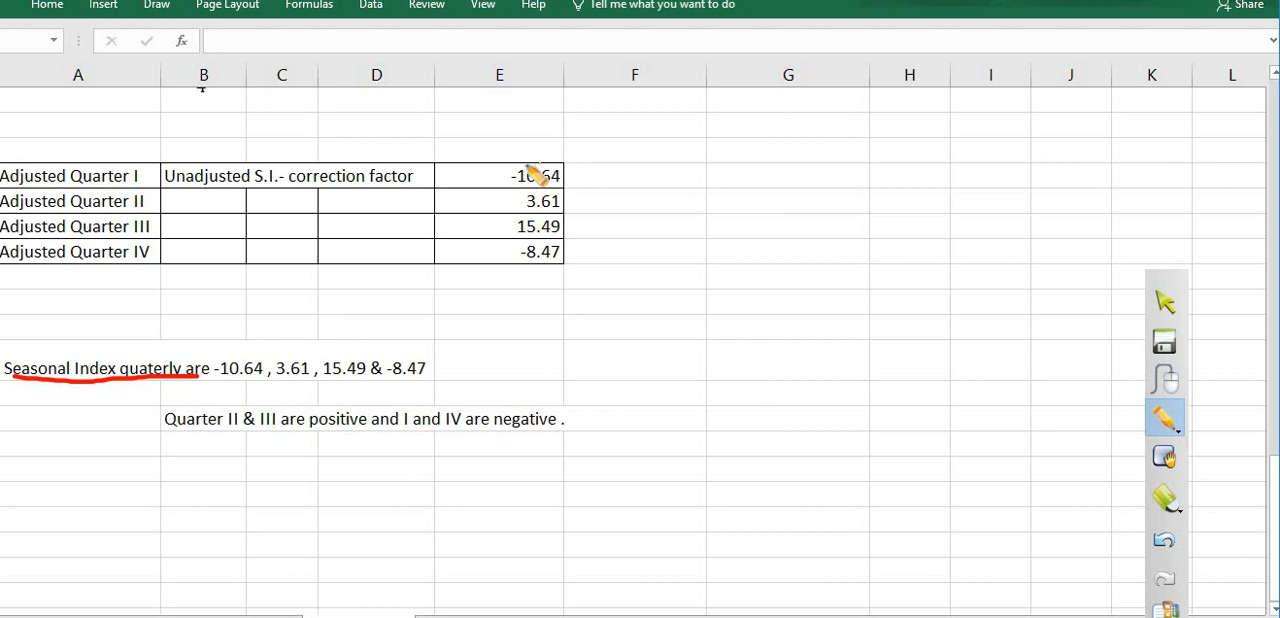 Home Insert Draw Page Layout Formulas Data Review View Help Tell me what you want to do Share
fx
A B C D E F G H I J K L
Adjusted Quarter I Unadjusted S.I.- correction factor -10.64
Adjusted Quarter II 3.61
Adjusted Quarter III 15.49
Adjusted Quarter IV -8.47
Seasonal Index quaterly are -10.64 , 3.61 , 15.49 & -8.47
Quarter II & III are positive and I and IV are negative .